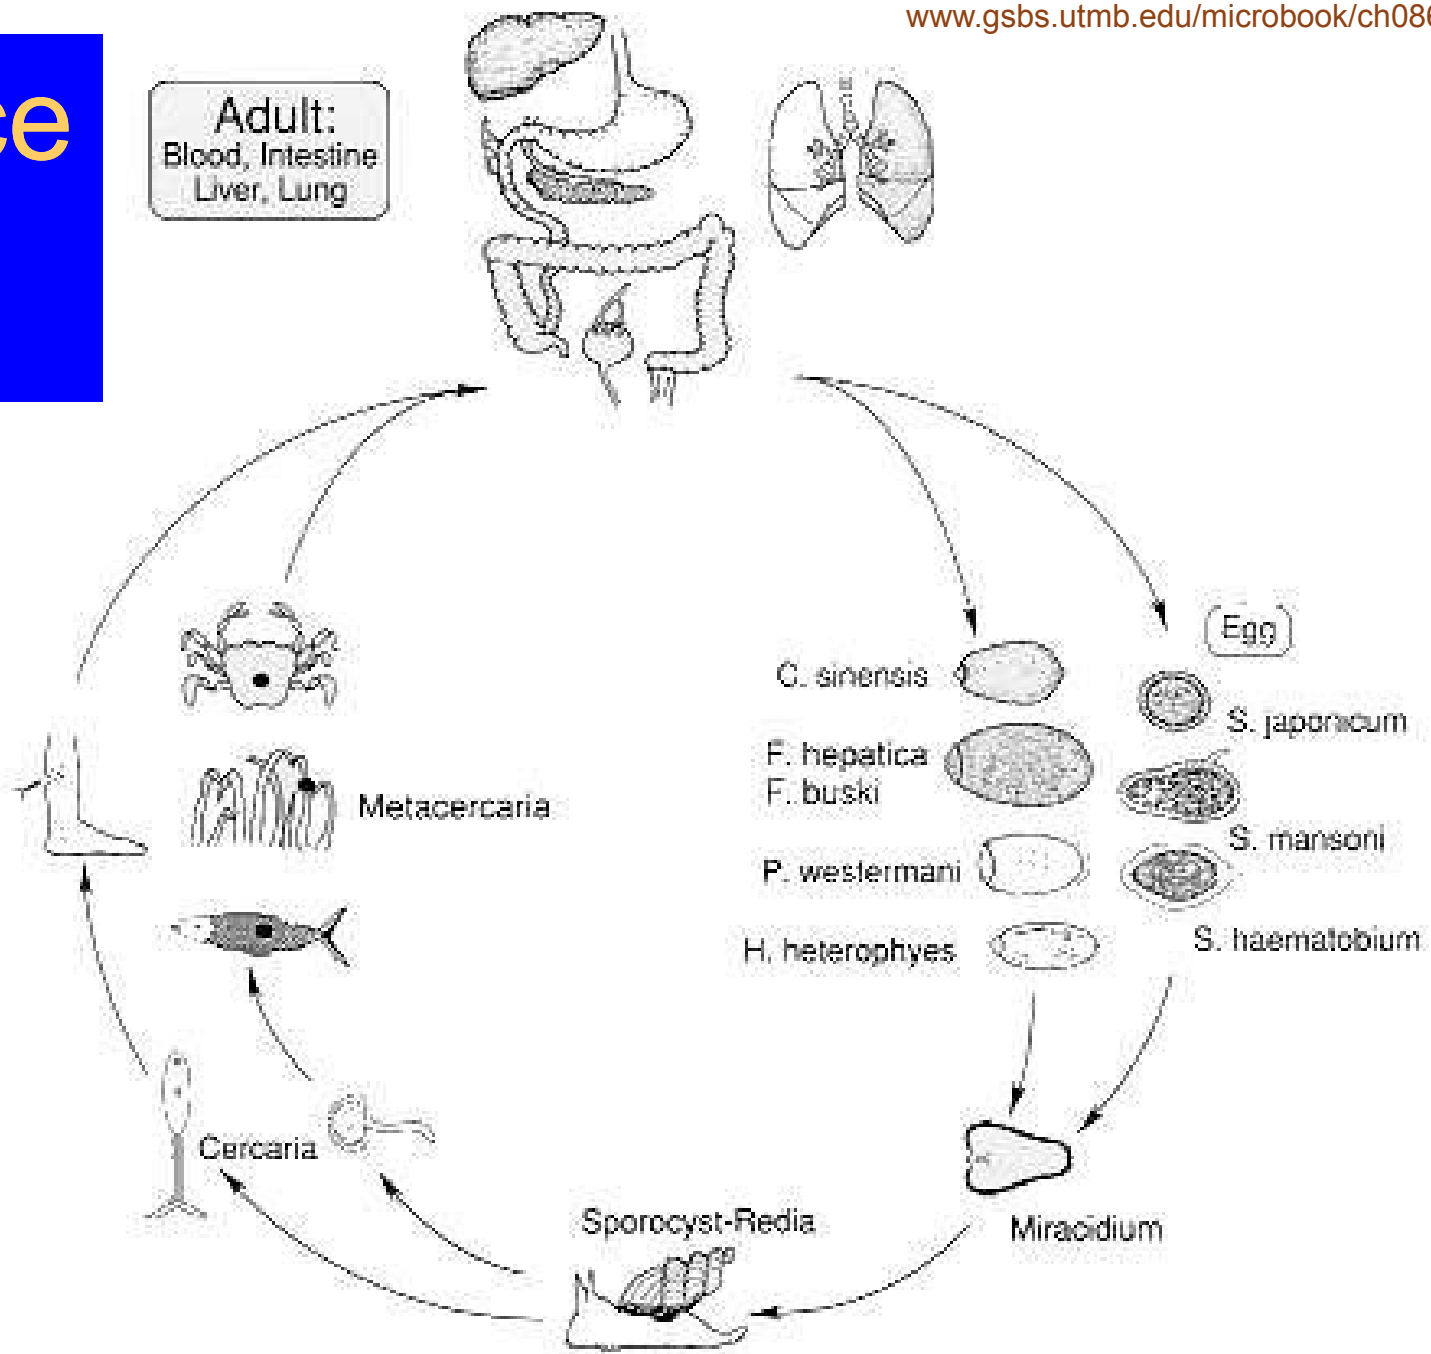 www.gsbs.utmb.edu/microbook/ch086
ce
Adult:
Blood, Intestine
Liver, Lung
Egg
C. sinensis
S. japonicum
F. hepatica
F. buski
Metacercaria
S. mansoni
P. westermani
S. haematobium
H. heterophyes
Cercaria
Sporocyst-Redia
Miracidium